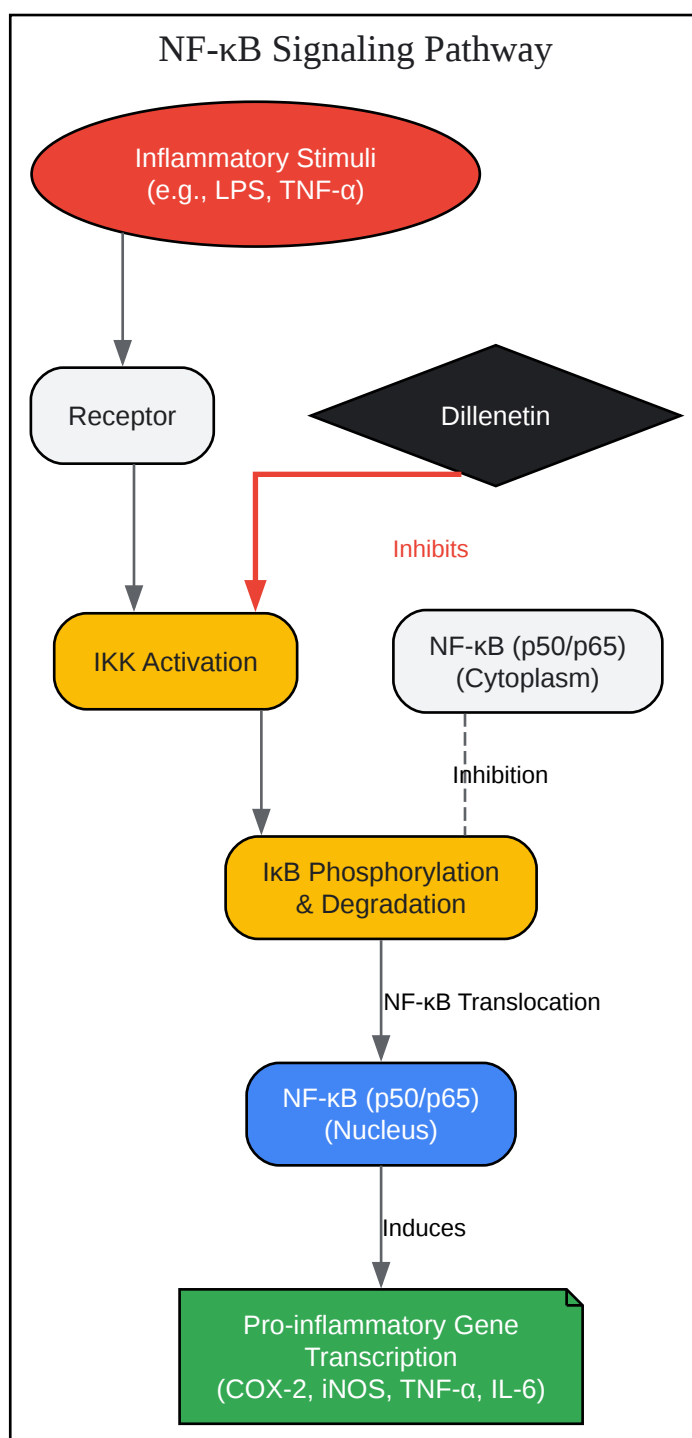 NF-κB Signaling Pathway
Inflammatory Stimuli
(e.g., LPS, TNF-α)
Receptor
Dillenetin
Inhibits
IKK Activation
NF-κB (p50/p65)
(Cytoplasm)
Inhibition
IκB Phosphorylation
& Degradation
NF-κB Translocation
NF-κB (p50/p65)
(Nucleus)
Induces
Pro-inflammatory Gene
Transcription
(COX-2, iNOS, TNF-α, IL-6)